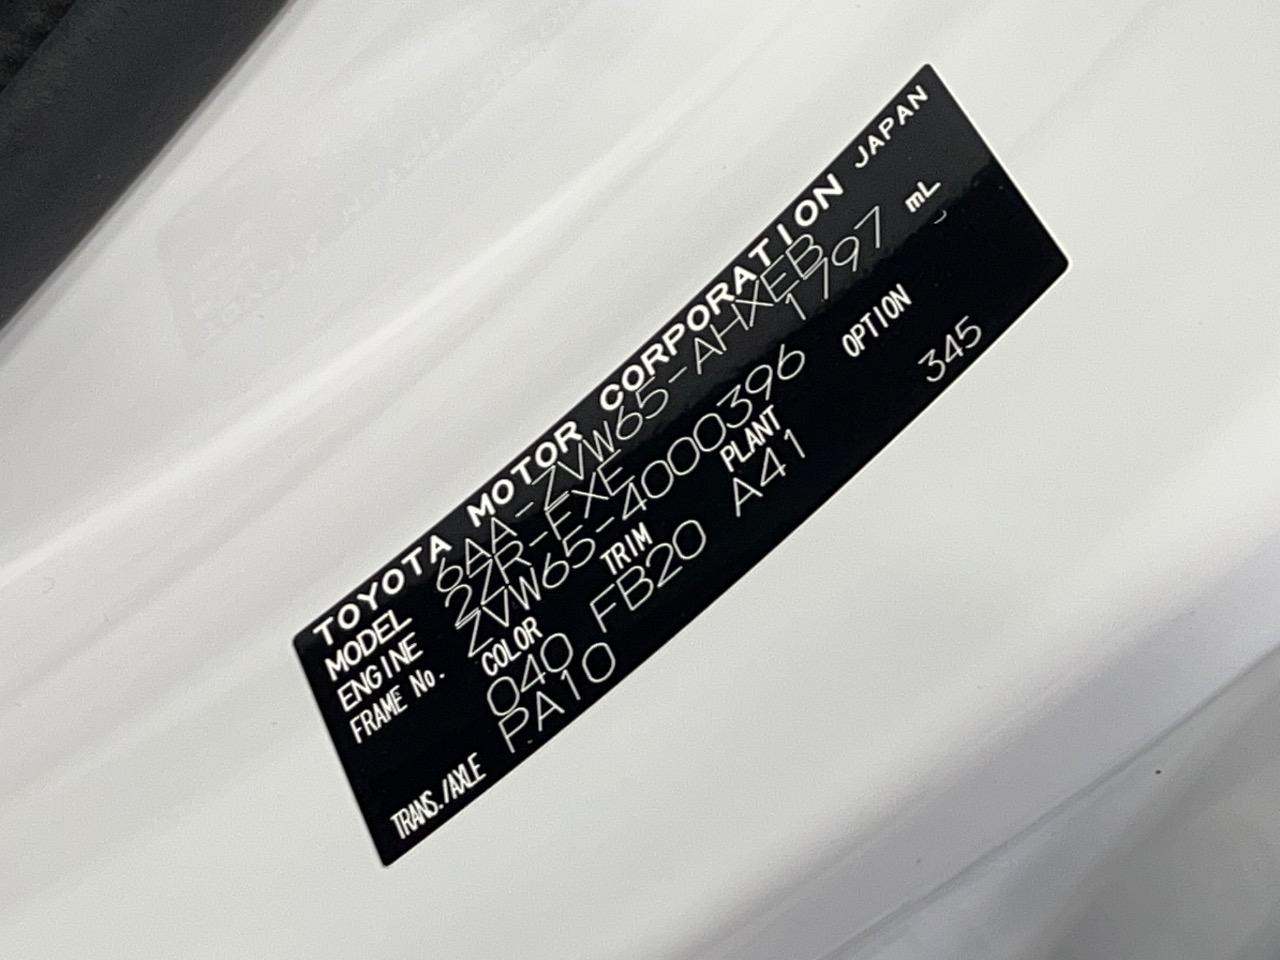 TOYOTA MOTOR CORPORATION JAPAN
MODEL 6AA-ZVW65-AHXEB
ENGINE 2ZR-FXE 1797 mL
FRAME No. ZVW65-4000396
COLOR TRIM PLANT OPTION
040 FB20 A41 345
TRANS./AXLE PA10